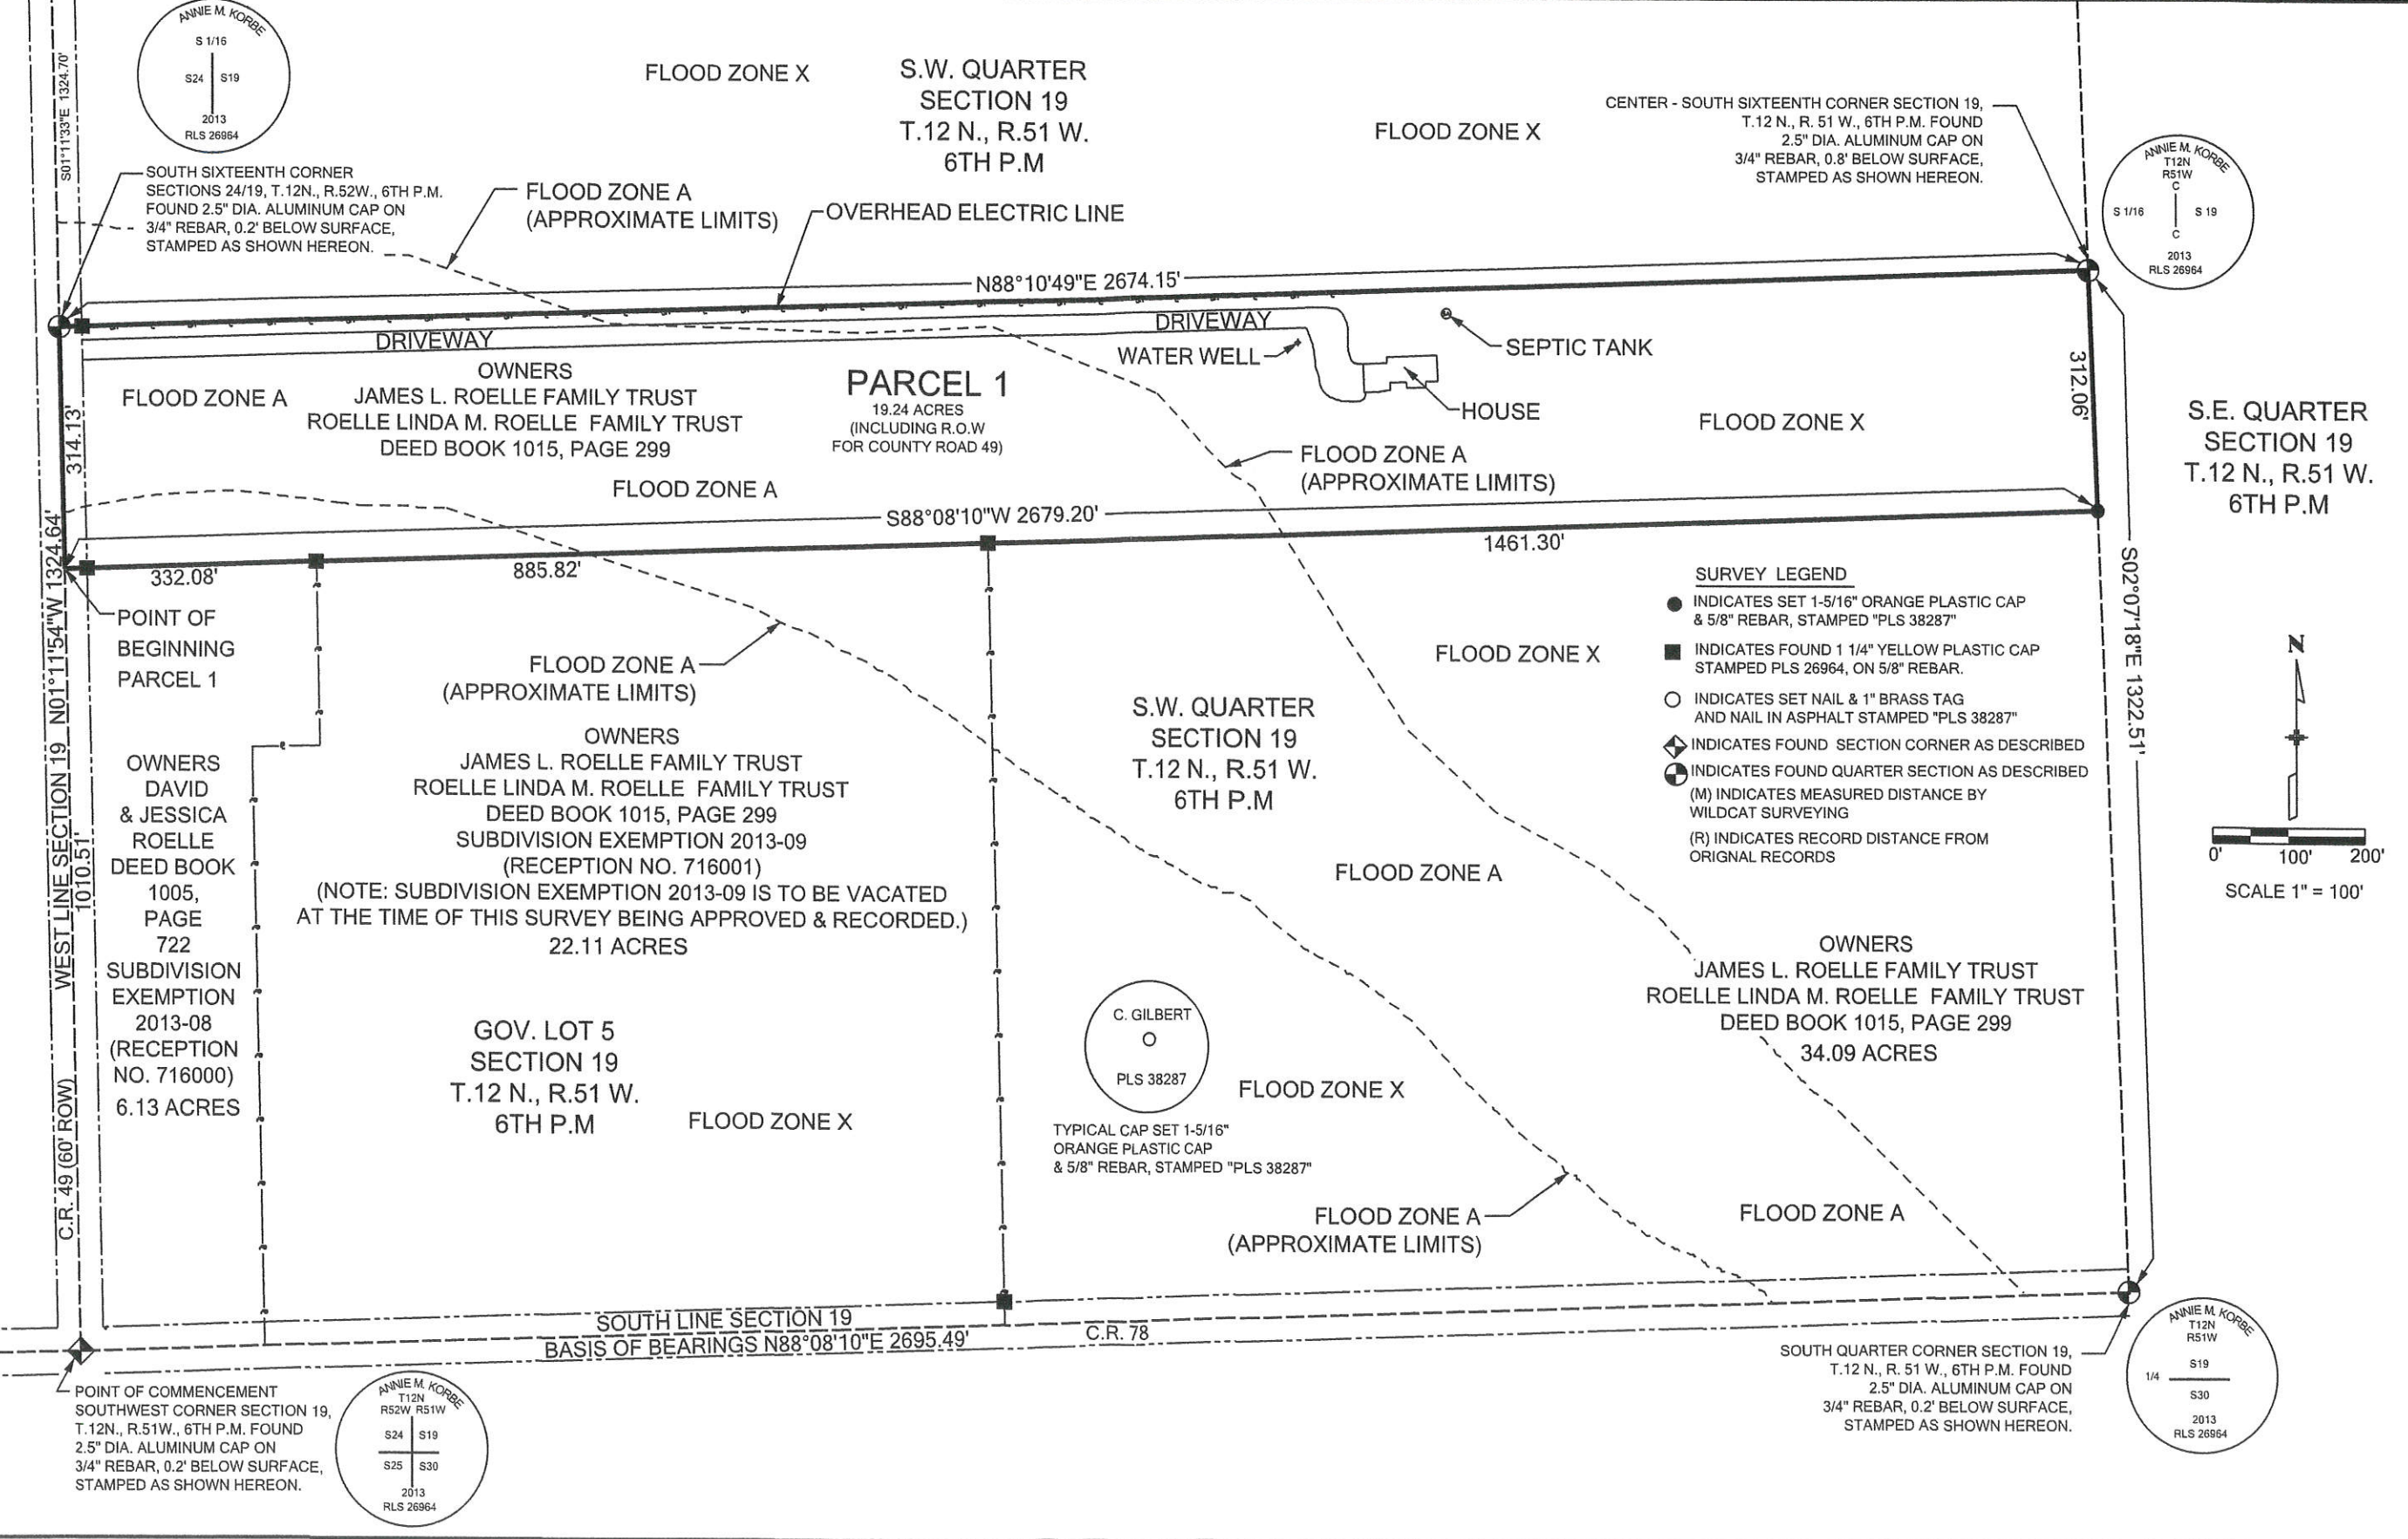 ANNIE M. KORBE
S 1/16
S24 S19
2013
RLS 26964
S01°11'33"E 1324.70'
SOUTH SIXTEENTH CORNER
SECTIONS 24/19, T.12N., R.52W., 6TH P.M.
FOUND 2.5" DIA. ALUMINUM CAP ON
3/4" REBAR, 0.2' BELOW SURFACE,
STAMPED AS SHOWN HEREON.
FLOOD ZONE X
S.W. QUARTER
SECTION 19
T.12 N., R.51 W.
6TH P.M
FLOOD ZONE A
(APPROXIMATE LIMITS)
OVERHEAD ELECTRIC LINE
FLOOD ZONE X
CENTER - SOUTH SIXTEENTH CORNER SECTION 19,
T.12 N., R. 51 W., 6TH P.M. FOUND
2.5" DIA. ALUMINUM CAP ON
3/4" REBAR, 0.8' BELOW SURFACE,
STAMPED AS SHOWN HEREON.
ANNIE M. KORBE
T12N
R51W
C
S 1/16 S 19
C
2013
RLS 26964
N88°10'49"E 2674.15'
DRIVEWAY
DRIVEWAY
WATER WELL
SEPTIC TANK
HOUSE
FLOOD ZONE A
OWNERS
JAMES L. ROELLE FAMILY TRUST
ROELLE LINDA M. ROELLE FAMILY TRUST
DEED BOOK 1015, PAGE 299
PARCEL 1
19.24 ACRES
(INCLUDING R.O.W
FOR COUNTY ROAD 49)
FLOOD ZONE X
312.06'
314.13'
FLOOD ZONE A
FLOOD ZONE A
(APPROXIMATE LIMITS)
S.E. QUARTER
SECTION 19
T.12 N., R.51 W.
6TH P.M
S88°08'10"W 2679.20'
332.08'
885.82'
1461.30'
POINT OF
BEGINNING
PARCEL 1
WEST LINE SECTION 19 N01°11'54"W 1324.64'
1010.51'
C.R. 49 (60' ROW)
S02°07'18"E 1322.51'
FLOOD ZONE A
(APPROXIMATE LIMITS)
FLOOD ZONE X
SURVEY LEGEND
INDICATES SET 1-5/16" ORANGE PLASTIC CAP
& 5/8" REBAR, STAMPED "PLS 38287"
INDICATES FOUND 1 1/4" YELLOW PLASTIC CAP
STAMPED PLS 26964, ON 5/8" REBAR.
INDICATES SET NAIL & 1" BRASS TAG
AND NAIL IN ASPHALT STAMPED "PLS 38287"
INDICATES FOUND SECTION CORNER AS DESCRIBED
INDICATES FOUND QUARTER SECTION AS DESCRIBED
(M) INDICATES MEASURED DISTANCE BY
WILDCAT SURVEYING
(R) INDICATES RECORD DISTANCE FROM
ORIGNAL RECORDS
N
0' 100' 200'
SCALE 1" = 100'
OWNERS
DAVID
& JESSICA
ROELLE
DEED BOOK
1005,
PAGE
722
SUBDIVISION
EXEMPTION
2013-08
(RECEPTION
NO. 716000)
6.13 ACRES
OWNERS
JAMES L. ROELLE FAMILY TRUST
ROELLE LINDA M. ROELLE FAMILY TRUST
DEED BOOK 1015, PAGE 299
SUBDIVISION EXEMPTION 2013-09
(RECEPTION NO. 716001)
(NOTE: SUBDIVISION EXEMPTION 2013-09 IS TO BE VACATED
AT THE TIME OF THIS SURVEY BEING APPROVED & RECORDED.)
22.11 ACRES
S.W. QUARTER
SECTION 19
T.12 N., R.51 W.
6TH P.M
FLOOD ZONE A
OWNERS
JAMES L. ROELLE FAMILY TRUST
ROELLE LINDA M. ROELLE FAMILY TRUST
DEED BOOK 1015, PAGE 299
34.09 ACRES
GOV. LOT 5
SECTION 19
T.12 N., R.51 W.
6TH P.M
FLOOD ZONE X
C. GILBERT
PLS 38287
TYPICAL CAP SET 1-5/16"
ORANGE PLASTIC CAP
& 5/8" REBAR, STAMPED "PLS 38287"
FLOOD ZONE X
FLOOD ZONE A
(APPROXIMATE LIMITS)
FLOOD ZONE A
SOUTH LINE SECTION 19
BASIS OF BEARINGS N88°08'10"E 2695.49'
C.R. 78
POINT OF COMMENCEMENT
SOUTHWEST CORNER SECTION 19,
T.12N., R.51W., 6TH P.M. FOUND
2.5" DIA. ALUMINUM CAP ON
3/4" REBAR, 0.2' BELOW SURFACE,
STAMPED AS SHOWN HEREON.
ANNIE M. KORBE
T12N
R52W R51W
S24 S19
S25 S30
2013
RLS 26964
SOUTH QUARTER CORNER SECTION 19,
T.12 N., R. 51 W., 6TH P.M. FOUND
2.5" DIA. ALUMINUM CAP ON
3/4" REBAR, 0.2' BELOW SURFACE,
STAMPED AS SHOWN HEREON.
ANNIE M. KORBE
T12N
R51W
S19
1/4
S30
2013
RLS 26964